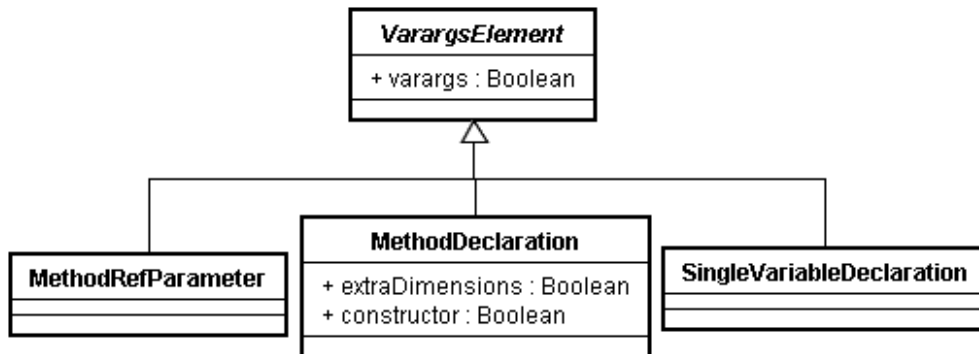 VarargsElement
+ varargs : Boolean
MethodRefParameter
MethodDeclaration
+ extraDimensions : Boolean
+ constructor : Boolean
SingleVariableDeclaration